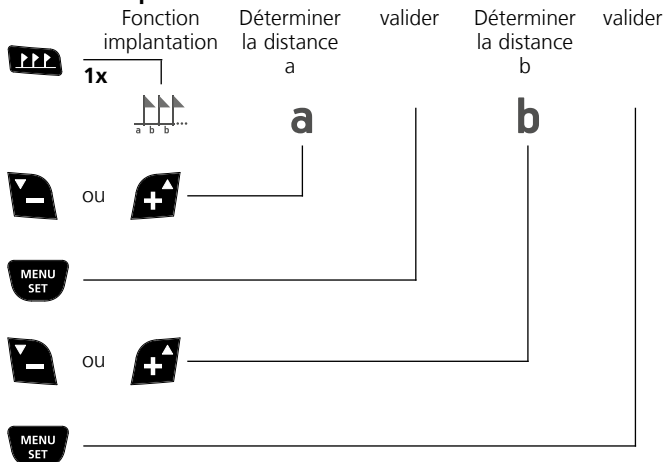 Fonction
implantation
Déterminer
la distance
a
valider
Déterminer
la distance
b
valider
1x
a b b ...
a
b
ou
MENU
SET
ou
MENU
SET